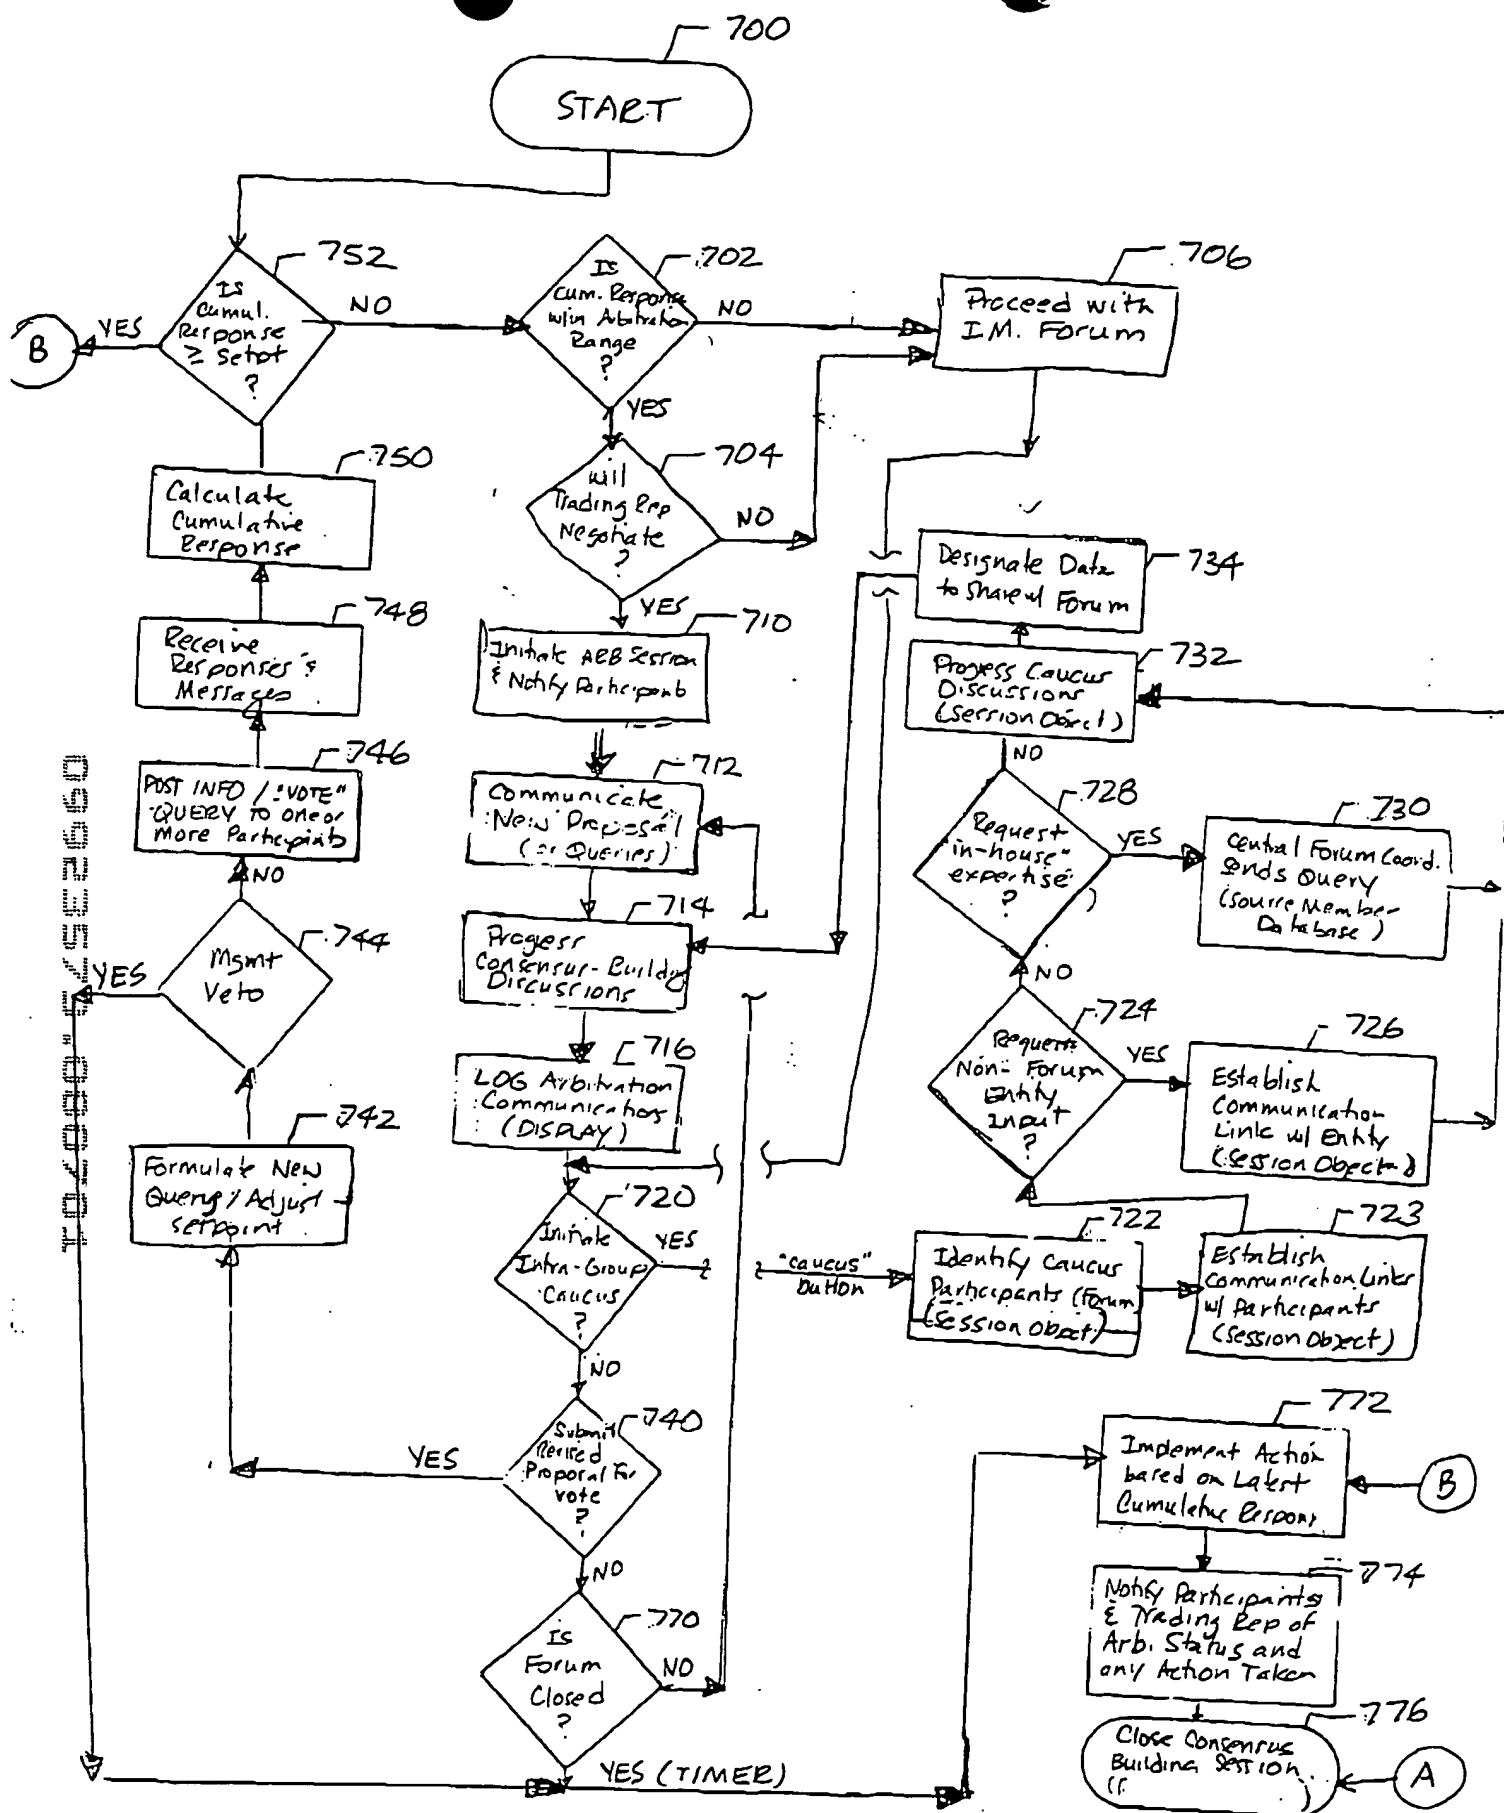 700
START
752
Is
Cumul.
Response
≥ Setpt
?
YES
B
NO
702
Is
Cum. Response
w/in Arbitration
Range
?
NO
YES
706
Proceed with
I.M. Forum
704
will
Trading Rep
Negotiate
?
NO
YES
750
Calculate
Cumulative
Response
748
Receive
Responses &
Messages
746
POST INFO / "VOTE"
QUERY TO one or
more Participants
NO
744
Mgmt
Veto
YES
742
Formulate New
Query / Adjust
setpoint
710
Initiate ARB Session
& Notify Participants
712
Communicate
New Proposal
(or Queries)
714
Progress
Consensus-Building
Discussions
716
LOG Arbitration
Communications
(DISPLAY)
720
Initiate
Intra-Group
Caucus
?
YES
"caucus"
button
NO
740
Submit
Revised
Proposal For
vote
?
YES
NO
770
Is
Forum
Closed
?
NO
YES (TIMER)
734
Designate Data
to Share w/ Forum
732
Progress Caucus
Discussions
(Session Object)
NO
728
Request
"in-house"
expertise
?
YES
730
Central Forum Coord.
Sends Query
(Source Member
Database)
NO
724
Request
Non-Forum
Entity
Input
?
YES
726
Establish
Communication
Link w/ Entity
(Session Object)
722
Identify Caucus
Participants (Forum
(Session Object)
723
Establish
Communication Links
w/ Participants
(Session Object)
772
Implement Action
based on Latest
Cumulative Respons
B
774
Notify Participants
& Trading Rep of
Arb. Status and
any Action Taken
776
Close Consensus
Building Session
A